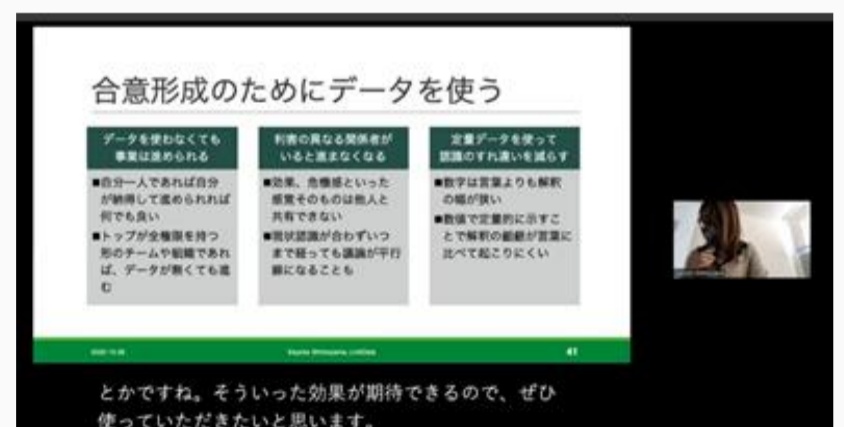 合意形成のためにデータを使う
データを使わなくても
事業は進められる
■自分一人であれば自分
が納得して進められれば
何でも良い
■トップが全権限を持つ
形のチームや組織であれ
ば、データが無くても進
む
利害の異なる関係者が
いると進まなくなる
■効果、危機感といった
感覚そのものは他人と
共有できない
■現状認識が合わずいつ
まで経っても議論が平行
線になることも
定量データを使って
認識のすれ違いを減らす
■数字は言葉よりも解釈
の幅が狭い
■数値で定量的に示すこ
とで解釈の齟齬が言葉に
比べて起こりにくい
41
とかですね。そういった効果が期待できるので、ぜひ
使っていただきたいと思います。